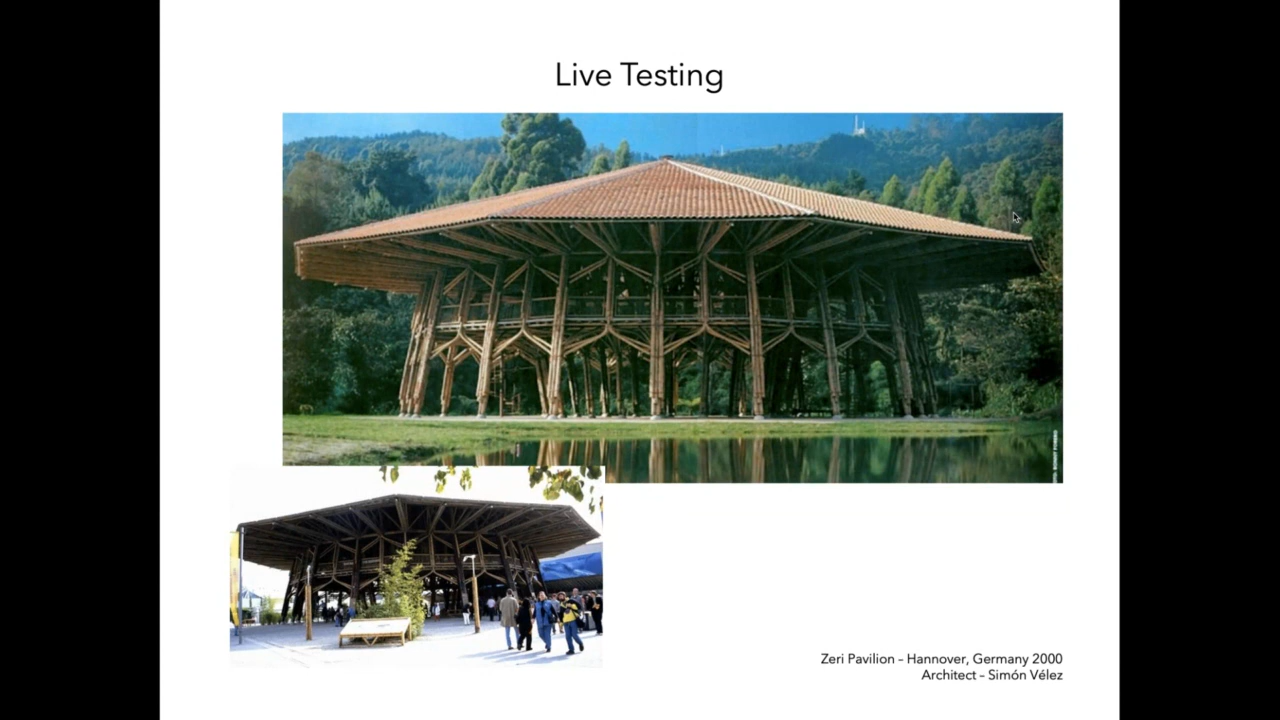 Live Testing
Zeri Pavilion – Hannover, Germany 2000
Architect – Simón Vélez